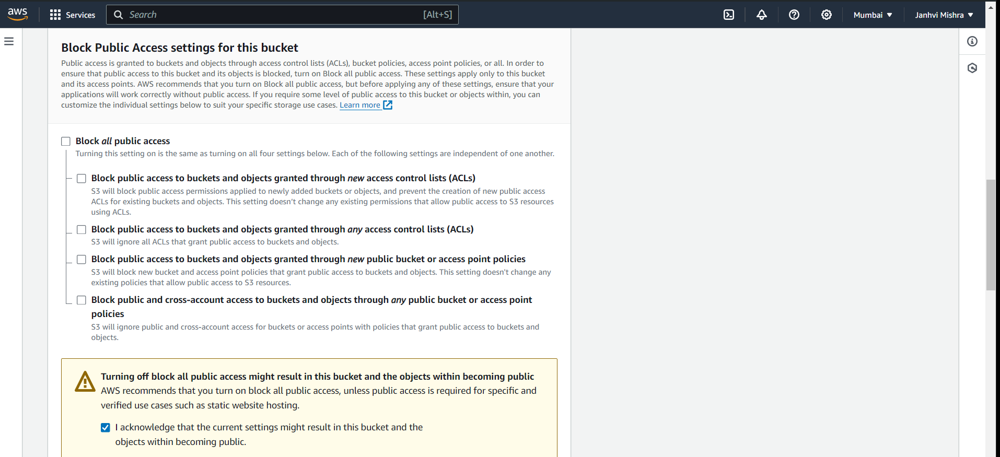 aws
Services
Search
[Alt+S]
Mumbai
Janhvi Mishra
Block Public Access settings for this bucket
Public access is granted to buckets and objects through access control lists (ACLs), bucket policies, access point policies, or all. In order to
ensure that public access to this bucket and its objects is blocked, turn on Block all public access. These settings apply only to this bucket
and its access points. AWS recommends that you turn on Block all public access, but before applying any of these settings, ensure that your
applications will work correctly without public access. If you require some level of public access to this bucket or objects within, you can
customize the individual settings below to suit your specific storage use cases. Learn more
Block all public access
Turning this setting on is the same as turning on all four settings below. Each of the following settings are independent of one another.
Block public access to buckets and objects granted through new access control lists (ACLs)
S3 will block public access permissions applied to newly added buckets or objects, and prevent the creation of new public access
ACLs for existing buckets and objects. This setting doesn't change any existing permissions that allow public access to S3 resources
using ACLs.
Block public access to buckets and objects granted through any access control lists (ACLs)
S3 will ignore all ACLs that grant public access to buckets and objects.
Block public access to buckets and objects granted through new public bucket or access point policies
S3 will block new bucket and access point policies that grant public access to buckets and objects. This setting doesn't change any
existing policies that allow public access to S3 resources.
Block public and cross-account access to buckets and objects through any public bucket or access point
policies
S3 will ignore public and cross-account access for buckets or access points with policies that grant public access to buckets and
objects.
Turning off block all public access might result in this bucket and the objects within becoming public
AWS recommends that you turn on block all public access, unless public access is required for specific and
verified use cases such as static website hosting.
I acknowledge that the current settings might result in this bucket and the
objects within becoming public.